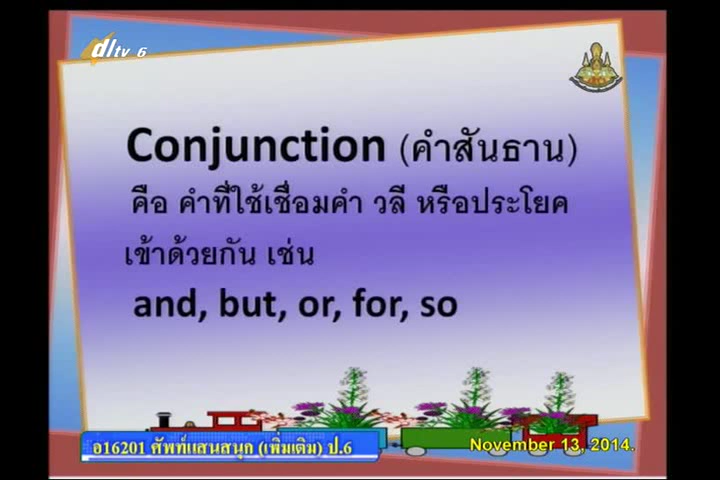 dltv 6
Conjunction (คำสันธาน)
คือ คำที่ใช้เชื่อมคำ วลี หรือประโยค
เข้าด้วยกัน เช่น
and, but, or, for, so
อ16201 ศัพท์แสนสนุก (เพิ่มเติม) ป.6
November 13, 2014.